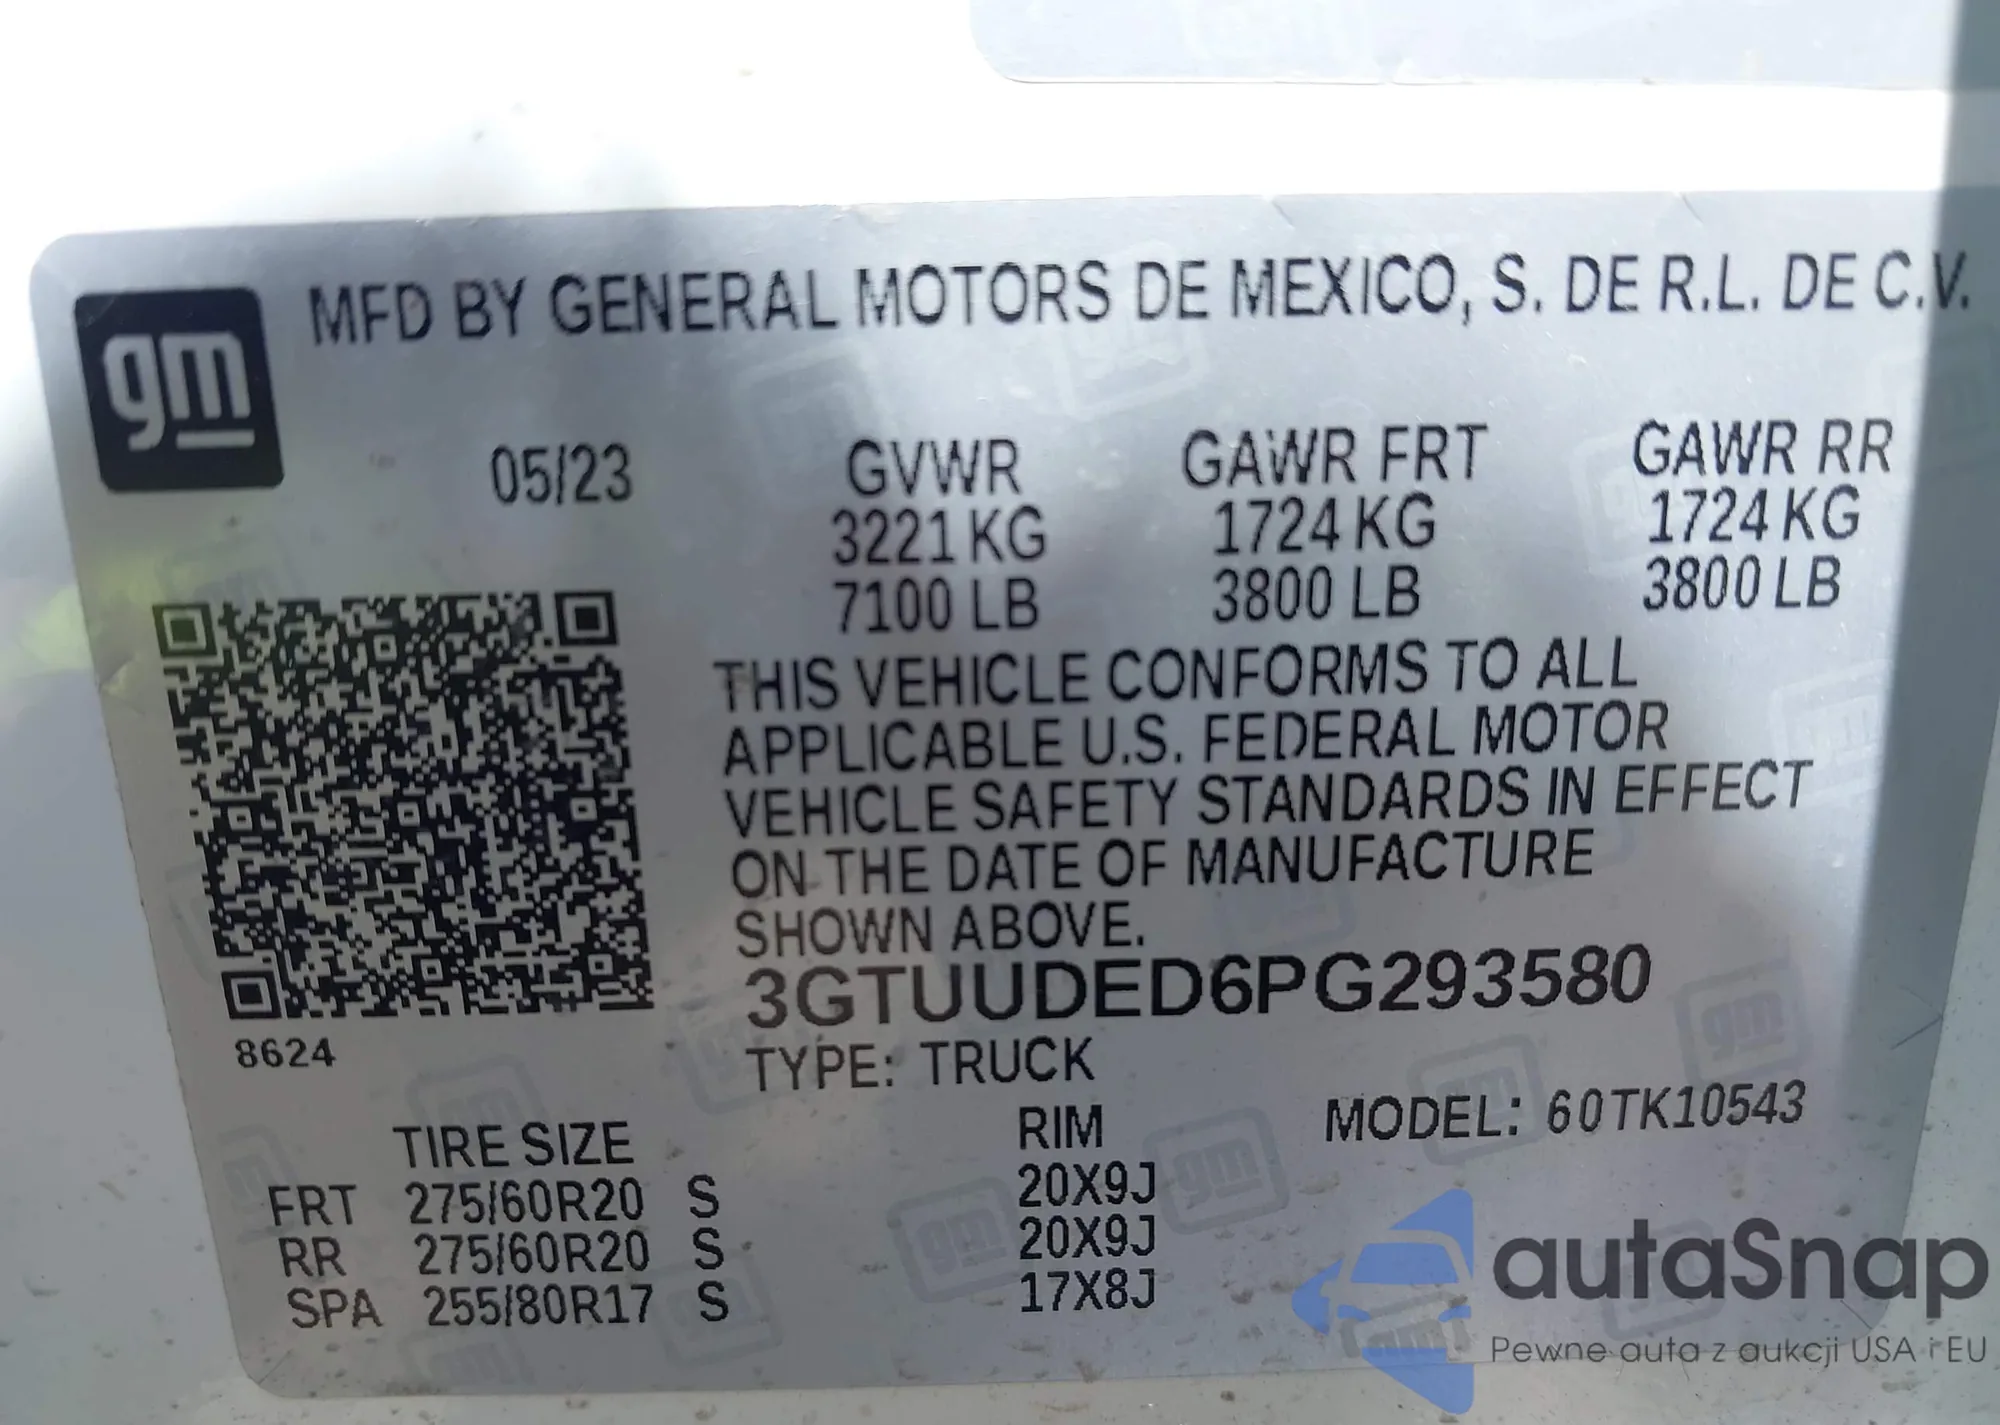 MFD BY GENERAL MOTORS DE MEXICO, S. DE R.L. DE C.V.
gm
05/23 GVWR GAWR FRT GAWR RR
3221 KG 1724 KG 1724 KG
7100 LB 3800 LB 3800 LB
THIS VEHICLE CONFORMS TO ALL
APPLICABLE U.S. FEDERAL MOTOR
VEHICLE SAFETY STANDARDS IN EFFECT
ON THE DATE OF MANUFACTURE
SHOWN ABOVE.
3GTUUDED6PG293580
8624
TYPE: TRUCK
TIRE SIZE RIM MODEL: 60TK10543
FRT 275/60R20 S 20X9J
RR 275/60R20 S 20X9J
SPA 255/80R17 S 17X8J
autaSnap
Pewne auta z aukcji USA i EU